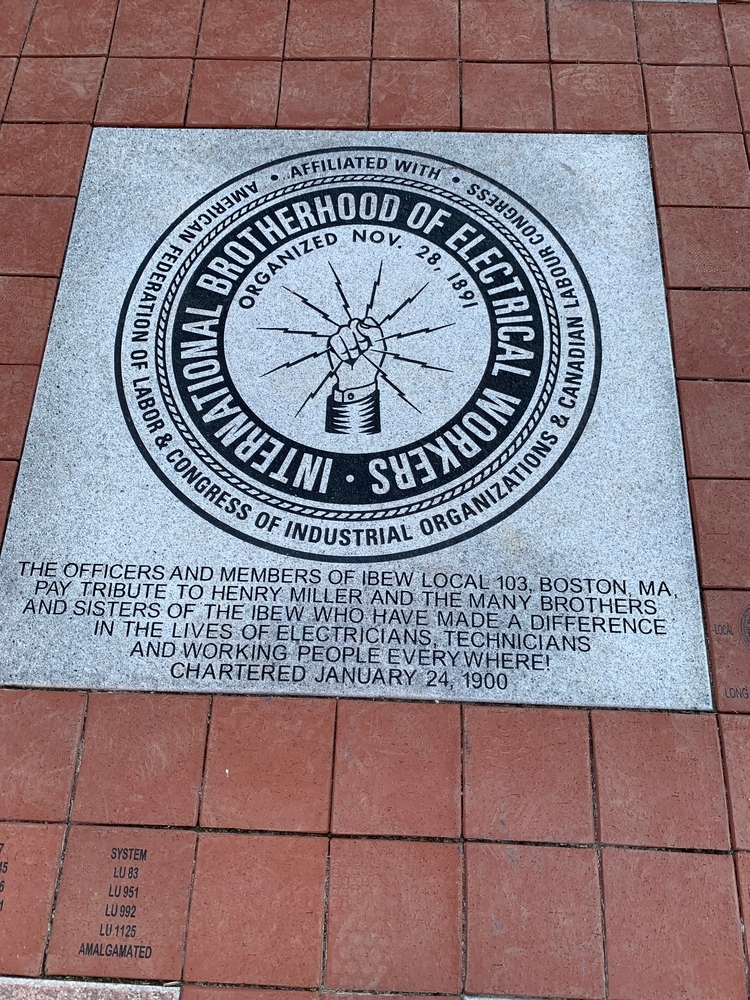 AFFILIATED WITH
AMERICAN FEDERATION OF LABOR & CONGRESS OF INDUSTRIAL ORGANIZATIONS & CANADIAN LABOUR CONGRESS
INTERNATIONAL BROTHERHOOD OF ELECTRICAL WORKERS
ORGANIZED NOV. 28, 1891
THE OFFICERS AND MEMBERS OF IBEW LOCAL 103, BOSTON, MA,
PAY TRIBUTE TO HENRY MILLER AND THE MANY BROTHERS
AND SISTERS OF THE IBEW WHO HAVE MADE A DIFFERENCE
IN THE LIVES OF ELECTRICIANS, TECHNICIANS
AND WORKING PEOPLE EVERYWHERE!
CHARTERED JANUARY 24, 1900
LOCAL
LONG
SYSTEM
LU 83
LU 951
LU 992
LU 1125
AMALGAMATED